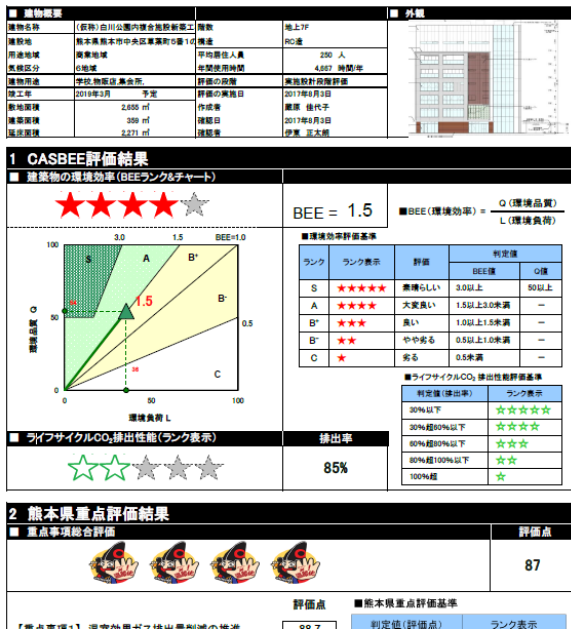 ■ 建物概要 ■ 外観
建物名称 (仮称)白川公園内複合施設新築工 階数 地上7F
建設地 熊本県熊本市中央区草葉町5番1の 構造 RC造
用途地域 商業地域 平均居住人員 250 人
気候区分 6地域 年間使用時間 4,667 時間/年
建物用途 学校,物販店,集会所, 評価の段階 実施設計段階評価
竣工年 2019年3月 予定 評価の実施日 2017年8月3日
敷地面積 2,655 ㎡ 作成者 蔵原 佳代子
建築面積 359 ㎡ 確認日 2017年8月3日
延床面積 2,271 ㎡ 確認者 伊東 正太朗
1 CASBEE評価結果
■ 建築物の環境効率(BEEランク&チャート)
★★★★☆
BEE = 1.5
■BEE(環境効率) = Q(環境品質)
L(環境負荷)
3.0 1.5 BEE=1.0
100
S A B+
1.5
50
B- 0.5
C
0
0 50 100
環境品質 Q
環境負荷 L
■環境効率評価基準
ランク ランク表示 評価 判定値
BEE値 Q値
S ★★★★★ 素晴らしい 3.0以上 50以上
A ★★★★ 大変良い 1.5以上3.0未満 −
B+ ★★★ 良い 1.0以上1.5未満 −
B- ★★ やや劣る 0.5以上1.0未満 −
C ★ 劣る 0.5未満 −
■ライフサイクルCO₂ 排出性能評価基準
判定値(排出率) ランク表示
30%以下 ☆☆☆☆☆
30%超60%以下 ☆☆☆☆
60%超80%以下 ☆☆☆
80%超100%以下 ☆☆
100%超 ☆
■ ライフサイクルCO₂排出性能(ランク表示) 排出率
☆☆★★★ 85%
2 熊本県重点評価結果
■ 重点事項総合評価 評価点
87
評価点 ■熊本県重点評価基準
【重点事項1】 温室効果ガス排出量削減の推進 88.7 判定値(評価点) ランク表示